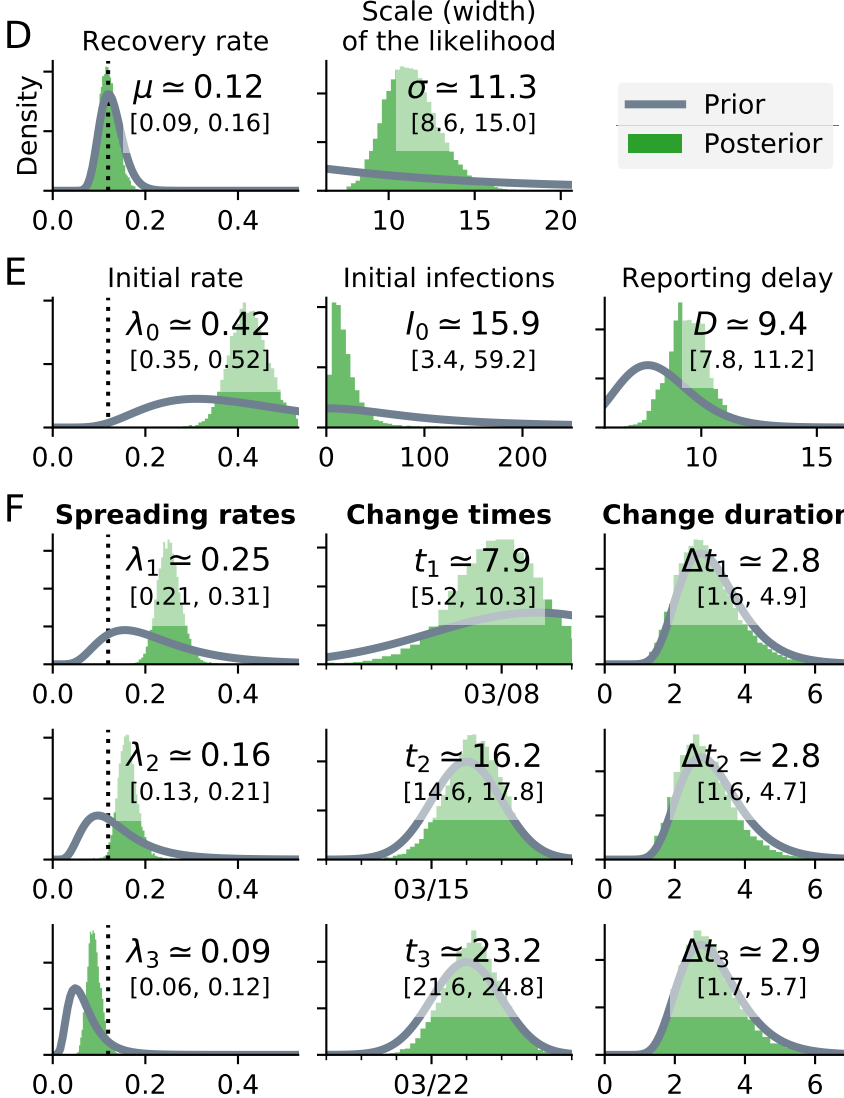 D
Recovery rate
Scale (width)
of the likelihood
Density
μ ≃ 0.12
[0.09, 0.16]
0.0 0.2 0.4
σ ≃ 11.3
[8.6, 15.0]
10 15 20
Prior
Posterior
E
Initial rate
λ0 ≃ 0.42
[0.35, 0.52]
0.0 0.2 0.4
Initial infections
I0 ≃ 15.9
[3.4, 59.2]
0 100 200
Reporting delay
D ≃ 9.4
[7.8, 11.2]
10 15
F
Spreading rates
Change times
Change duration
λ1 ≃ 0.25
[0.21, 0.31]
0.0 0.2 0.4
t1 ≃ 7.9
[5.2, 10.3]
03/08
Δt1 ≃ 2.8
[1.6, 4.9]
0 2 4 6
λ2 ≃ 0.16
[0.13, 0.21]
0.0 0.2 0.4
t2 ≃ 16.2
[14.6, 17.8]
03/15
Δt2 ≃ 2.8
[1.6, 4.7]
0 2 4 6
λ3 ≃ 0.09
[0.06, 0.12]
0.0 0.2 0.4
t3 ≃ 23.2
[21.6, 24.8]
03/22
Δt3 ≃ 2.9
[1.7, 5.7]
0 2 4 6